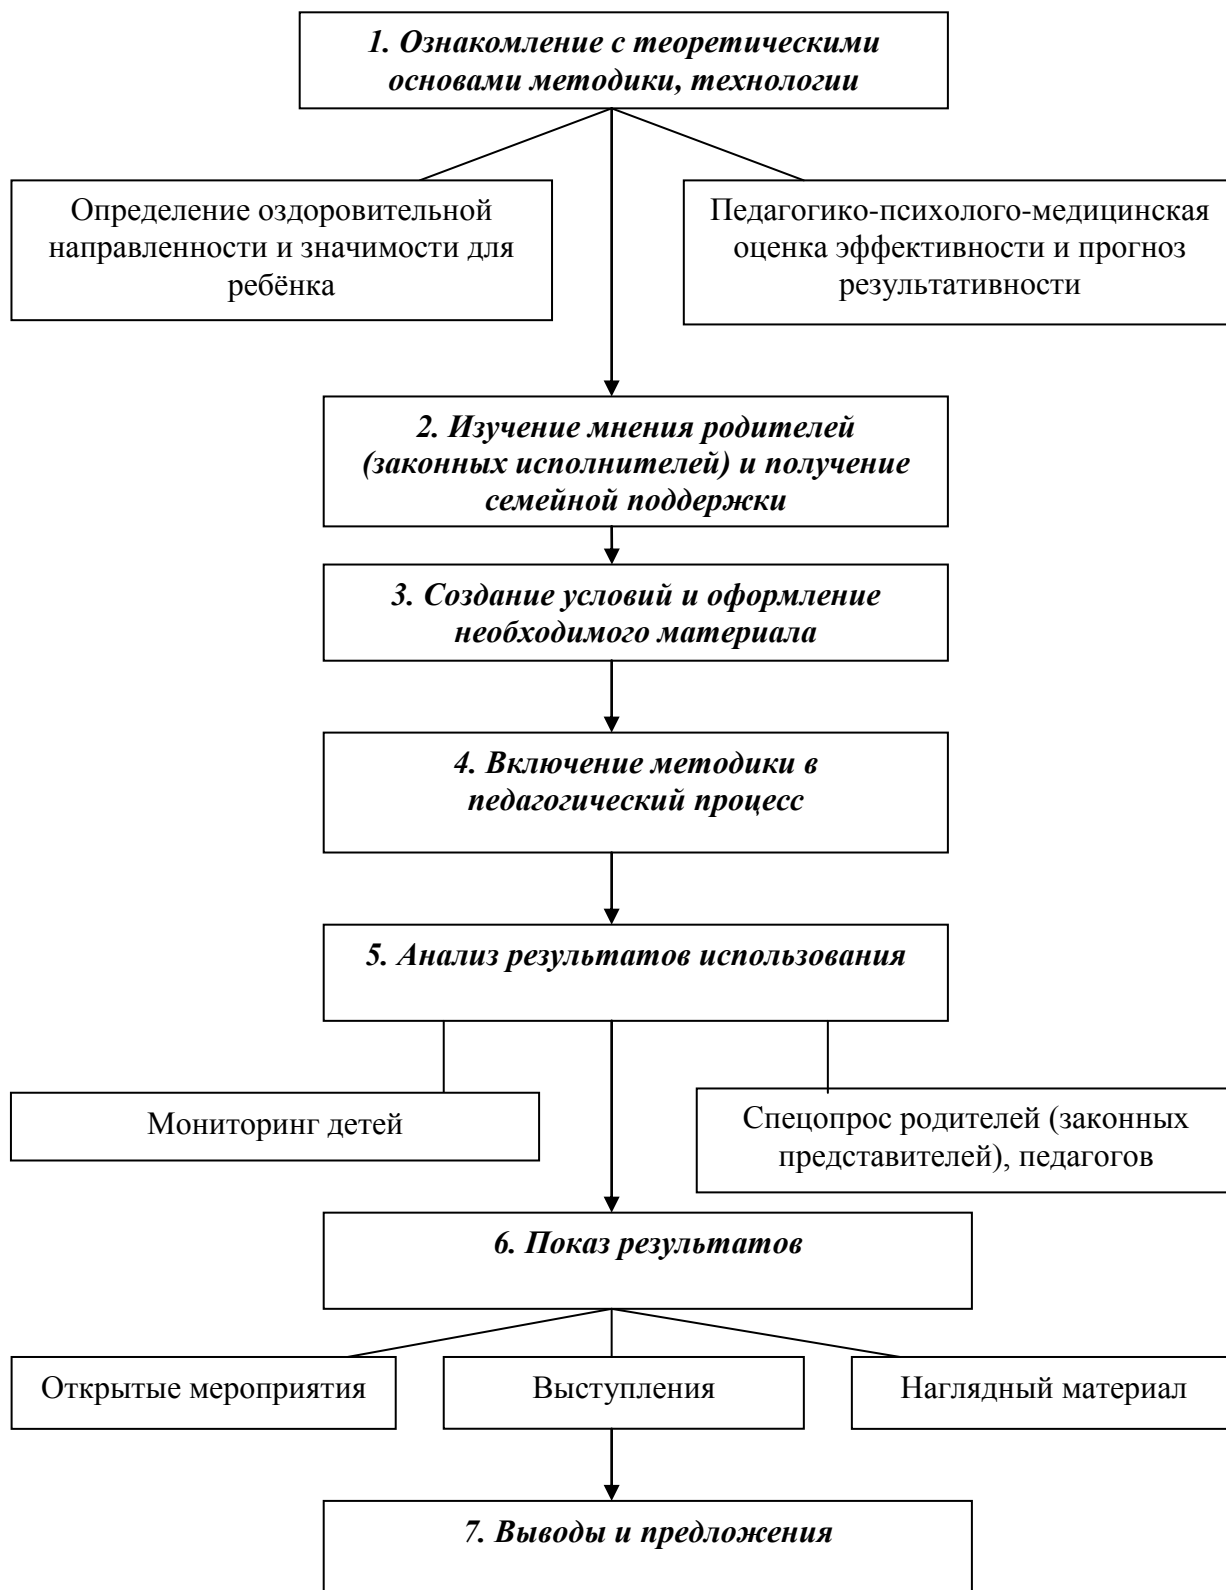 1. Ознакомление с теоретическими
основами методики, технологии
Определение оздоровительной
направленности и значимости для
ребёнка
Педагогико-психолого-медицинская
оценка эффективности и прогноз
результативности
2. Изучение мнения родителей
(законных исполнителей) и получение
семейной поддержки
3. Создание условий и оформление
необходимого материала
4. Включение методики в
педагогический процесс
5. Анализ результатов использования
Мониторинг детей
Спецопрос родителей (законных
представителей), педагогов
6. Показ результатов
Открытые мероприятия
Выступления
Наглядный материал
7. Выводы и предложения